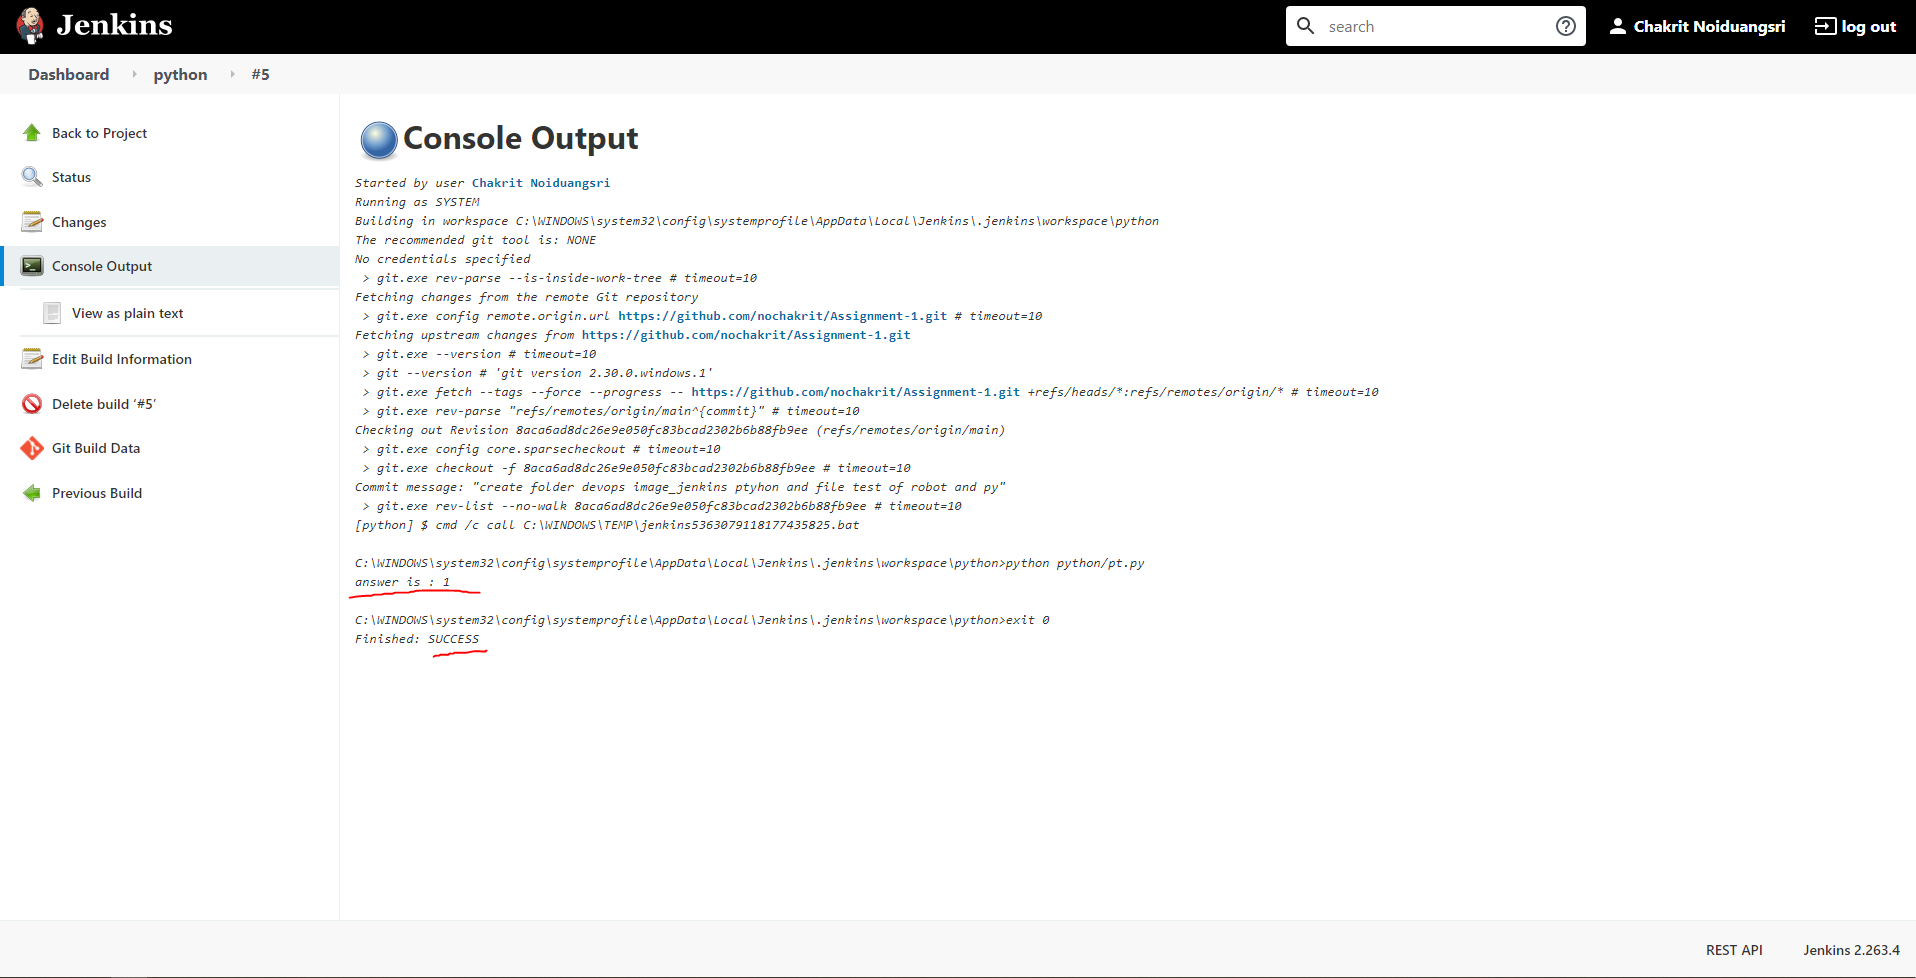 Jenkins
search
Chakrit Noiduangsri
log out
Dashboard
python
#5
Back to Project
Status
Changes
Console Output
View as plain text
Edit Build Information
Delete build ‘#5’
Git Build Data
Previous Build
Console Output
Started by user Chakrit Noiduangsri
Running as SYSTEM
Building in workspace C:\WINDOWS\system32\config\systemprofile\AppData\Local\Jenkins\.jenkins\workspace\python
The recommended git tool is: NONE
No credentials specified
> git.exe rev-parse --is-inside-work-tree # timeout=10
Fetching changes from the remote Git repository
> git.exe config remote.origin.url https://github.com/nochakrit/Assignment-1.git # timeout=10
Fetching upstream changes from https://github.com/nochakrit/Assignment-1.git
> git.exe --version # timeout=10
> git --version # 'git version 2.30.0.windows.1'
> git.exe fetch --tags --force --progress -- https://github.com/nochakrit/Assignment-1.git +refs/heads/*:refs/remotes/origin/* # timeout=10
> git.exe rev-parse "refs/remotes/origin/main^{commit}" # timeout=10
Checking out Revision 8aca6ad8dc26e9e050fc83bcad2302b6b88fb9ee (refs/remotes/origin/main)
> git.exe config core.sparsecheckout # timeout=10
> git.exe checkout -f 8aca6ad8dc26e9e050fc83bcad2302b6b88fb9ee # timeout=10
Commit message: "create folder devops image_jenkins ptyhon and file test of robot and py"
> git.exe rev-list --no-walk 8aca6ad8dc26e9e050fc83bcad2302b6b88fb9ee # timeout=10
[python] $ cmd /c call C:\WINDOWS\TEMP\jenkins5363079118177435825.bat
C:\WINDOWS\system32\config\systemprofile\AppData\Local\Jenkins\.jenkins\workspace\python>python python/pt.py
answer is : 1
C:\WINDOWS\system32\config\systemprofile\AppData\Local\Jenkins\.jenkins\workspace\python>exit 0
Finished: SUCCESS
REST API
Jenkins 2.263.4